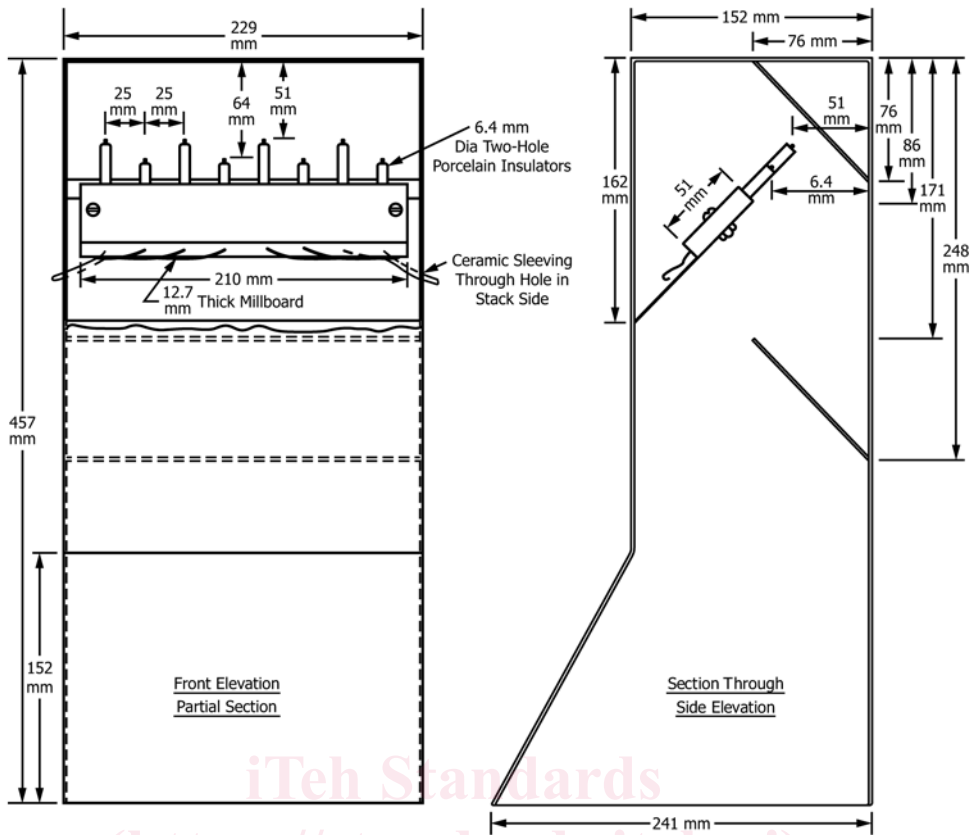 229
mm
152 mm
76 mm
25
mm
25
mm
64
mm
51
mm
6.4 mm
Dia Two-Hole
Porcelain Insulators
51
mm
76
mm
86
mm
162
mm
51
mm
6.4
mm
171
mm
248
mm
210 mm
12.7
mm
Thick Millboard
Ceramic Sleeving
Through Hole in
Stack Side
457
mm
152
mm
Front Elevation
Partial Section
Section Through
Side Elevation
iTeh Standards
241 mm